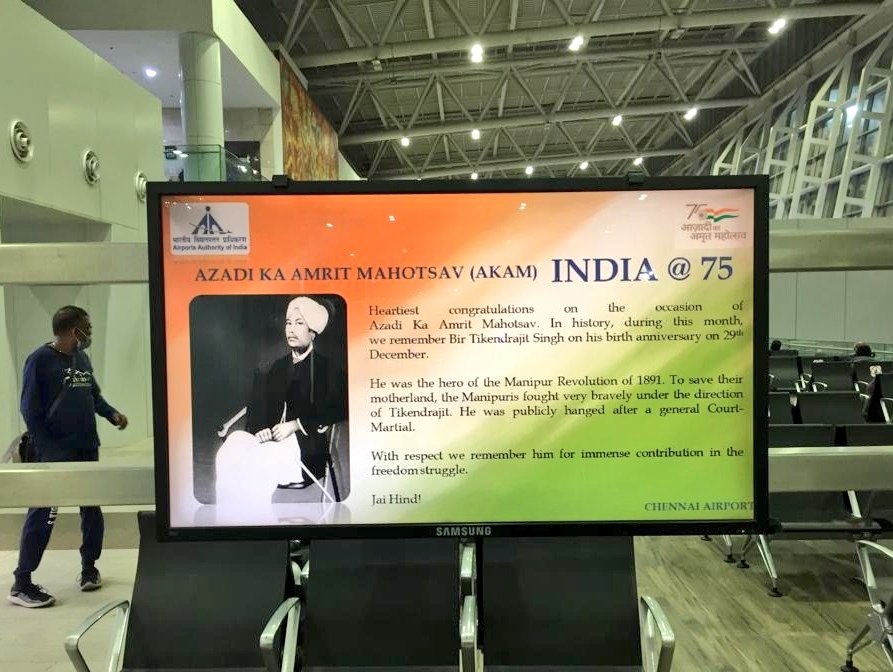 भारतीय विमानपत्तन प्राधिकरण
Airports Authority of India
75
आज़ादी का
अमृत महोत्सव
AZADI KA AMRIT MAHOTSAV (AKAM) INDIA @ 75
Heartiest congratulations on the occasion of
Azadi Ka Amrit Mahotsav. In history, during this month,
we remember Bir Tikendrajit Singh on his birth anniversary on 29th
December.
He was the hero of the Manipur Revolution of 1891. To save their
motherland, the Manipuris fought very bravely under the direction
of Tikendrajit. He was publicly hanged after a general Court-
Martial.
With respect we remember him for immense contribution in the
freedom struggle.
Jai Hind!
CHENNAI AIRPORT
SAMSUNG